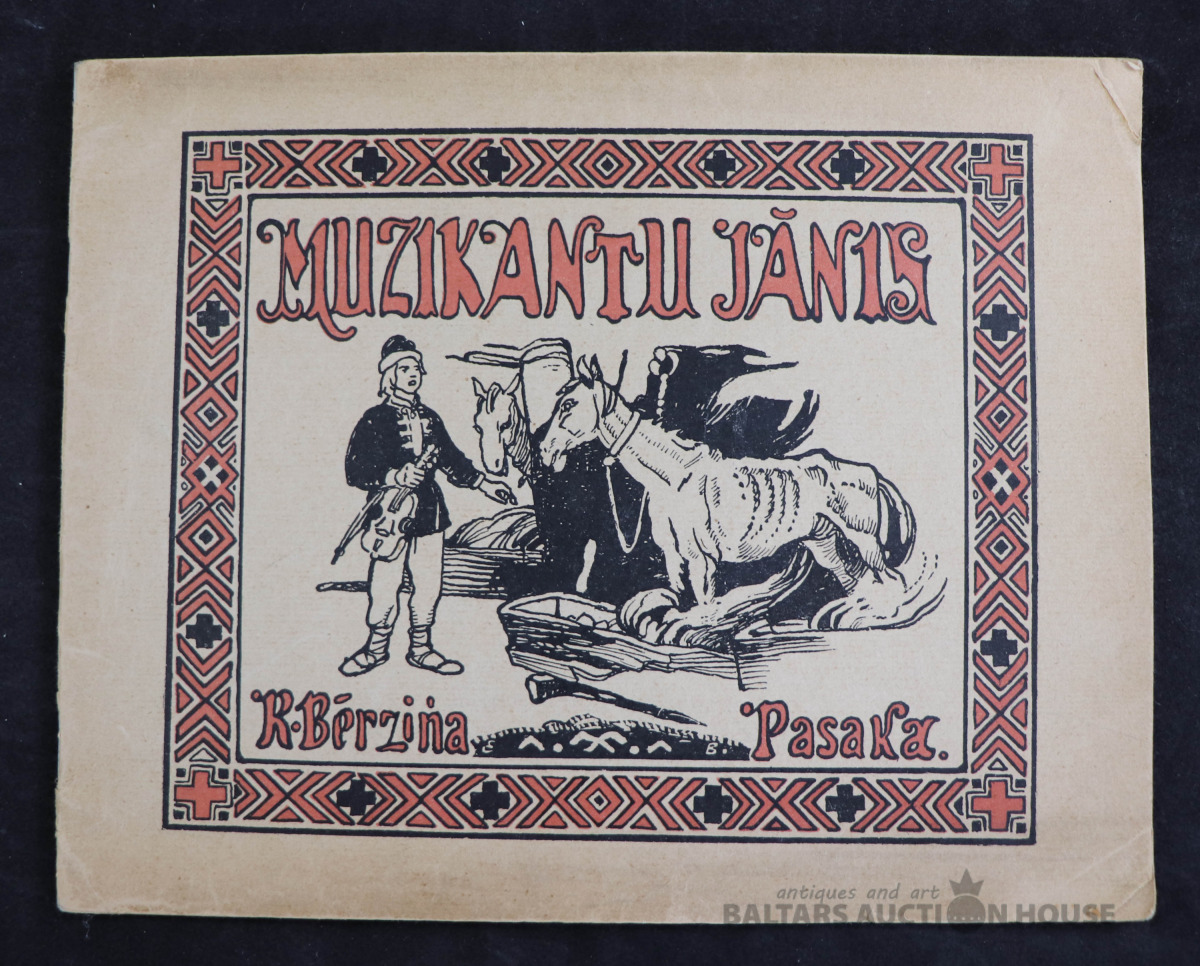 MUZIKANTU JĀNIS
R. Bērziņa
Pasaka.
S B.
antiques and art
BALTARS AUCTION HOUSE